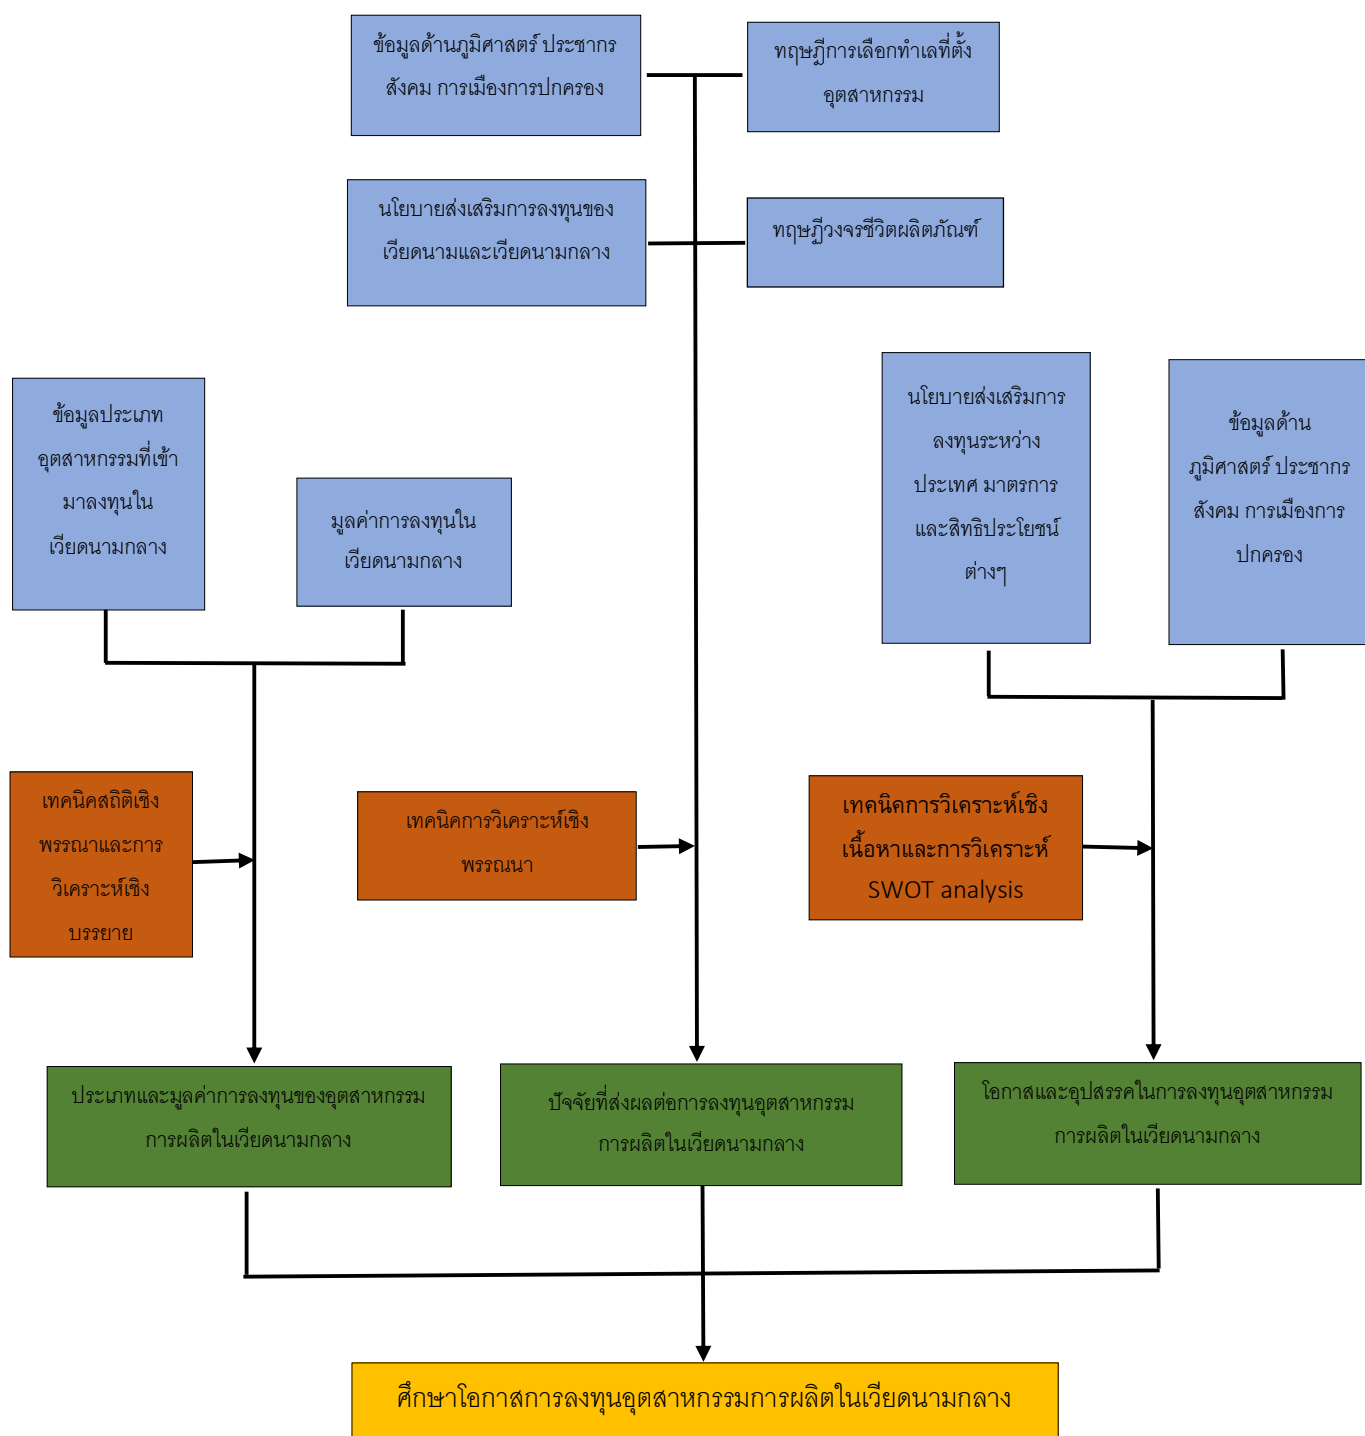 ข้อมูลด้านภูมิศาสตร์ ประชากร
สังคม การเมืองการปกครอง
ทฤษฎีการเลือกทำเลที่ตั้ง
อุตสาหกรรม
นโยบายส่งเสริมการลงทุนของ
เวียดนามและเวียดนามกลาง
ทฤษฏีวงจรชีวิตผลิตภัณฑ์
ข้อมูลประเภท
อุตสาหกรรมที่เข้า
มาลงทุนใน
เวียดนามกลาง
มูลค่าการลงทุนใน
เวียดนามกลาง
นโยบายส่งเสริมการ
ลงทุนระหว่าง
ประเทศ มาตรการ
และสิทธิประโยชน์
ต่างๆ
ข้อมูลด้าน
ภูมิศาสตร์ ประชากร
สังคม การเมืองการ
ปกครอง
เทคนิคสถิติเชิง
พรรณาและการ
วิเคราะห์เชิง
บรรยาย
เทคนิคการวิเคราะห์เชิง
พรรณนา
เทคนิคการวิเคราะห์เชิง
เนื้อหาและการวิเคราะห์
SWOT analysis
ประเภทและมูลค่าการลงทุนของอุตสาหกรรม
การผลิตในเวียดนามกลาง
ปัจจัยที่ส่งผลต่อการลงทุนอุตสาหกรรม
การผลิตในเวียดนามกลาง
โอกาสและอุปสรรคในการลงทุนอุตสาหกรรม
การผลิตในเวียดนามกลาง
ศึกษาโอกาสการลงทุนอุตสาหกรรมการผลิตในเวียดนามกลาง